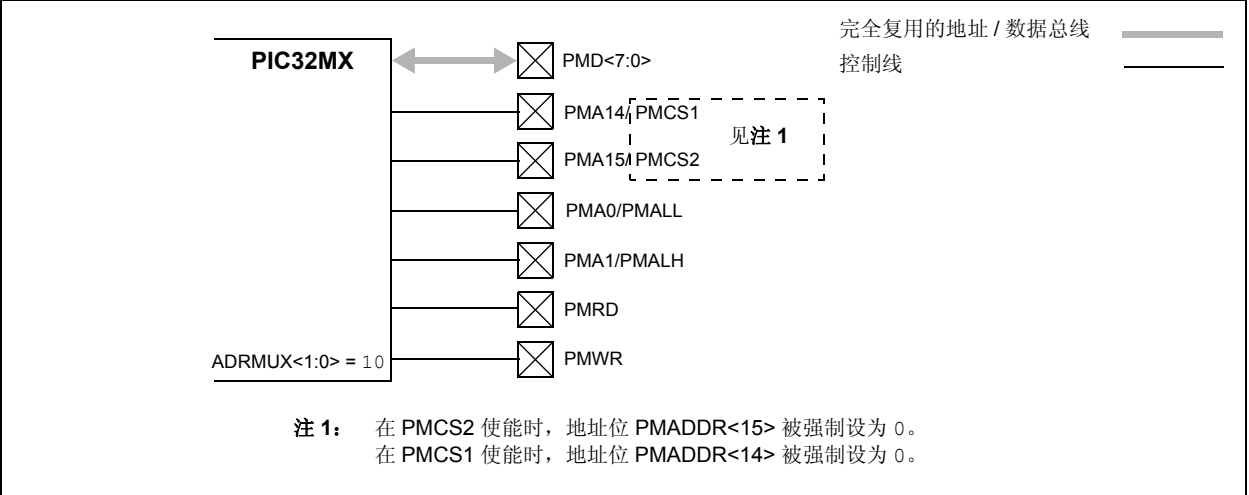 完全复用的地址 / 数据总线
控制线
PIC32MX
PMD<7:0>
PMA14/ PMCS1
见注 1
PMA15/ PMCS2
PMA0/PMALL
PMA1/PMALH
PMRD
ADRMUX<1:0> = 10
PMWR
注 1： 在 PMCS2 使能时，地址位 PMADDR<15> 被强制设为 0。
在 PMCS1 使能时，地址位 PMADDR<14> 被强制设为 0。